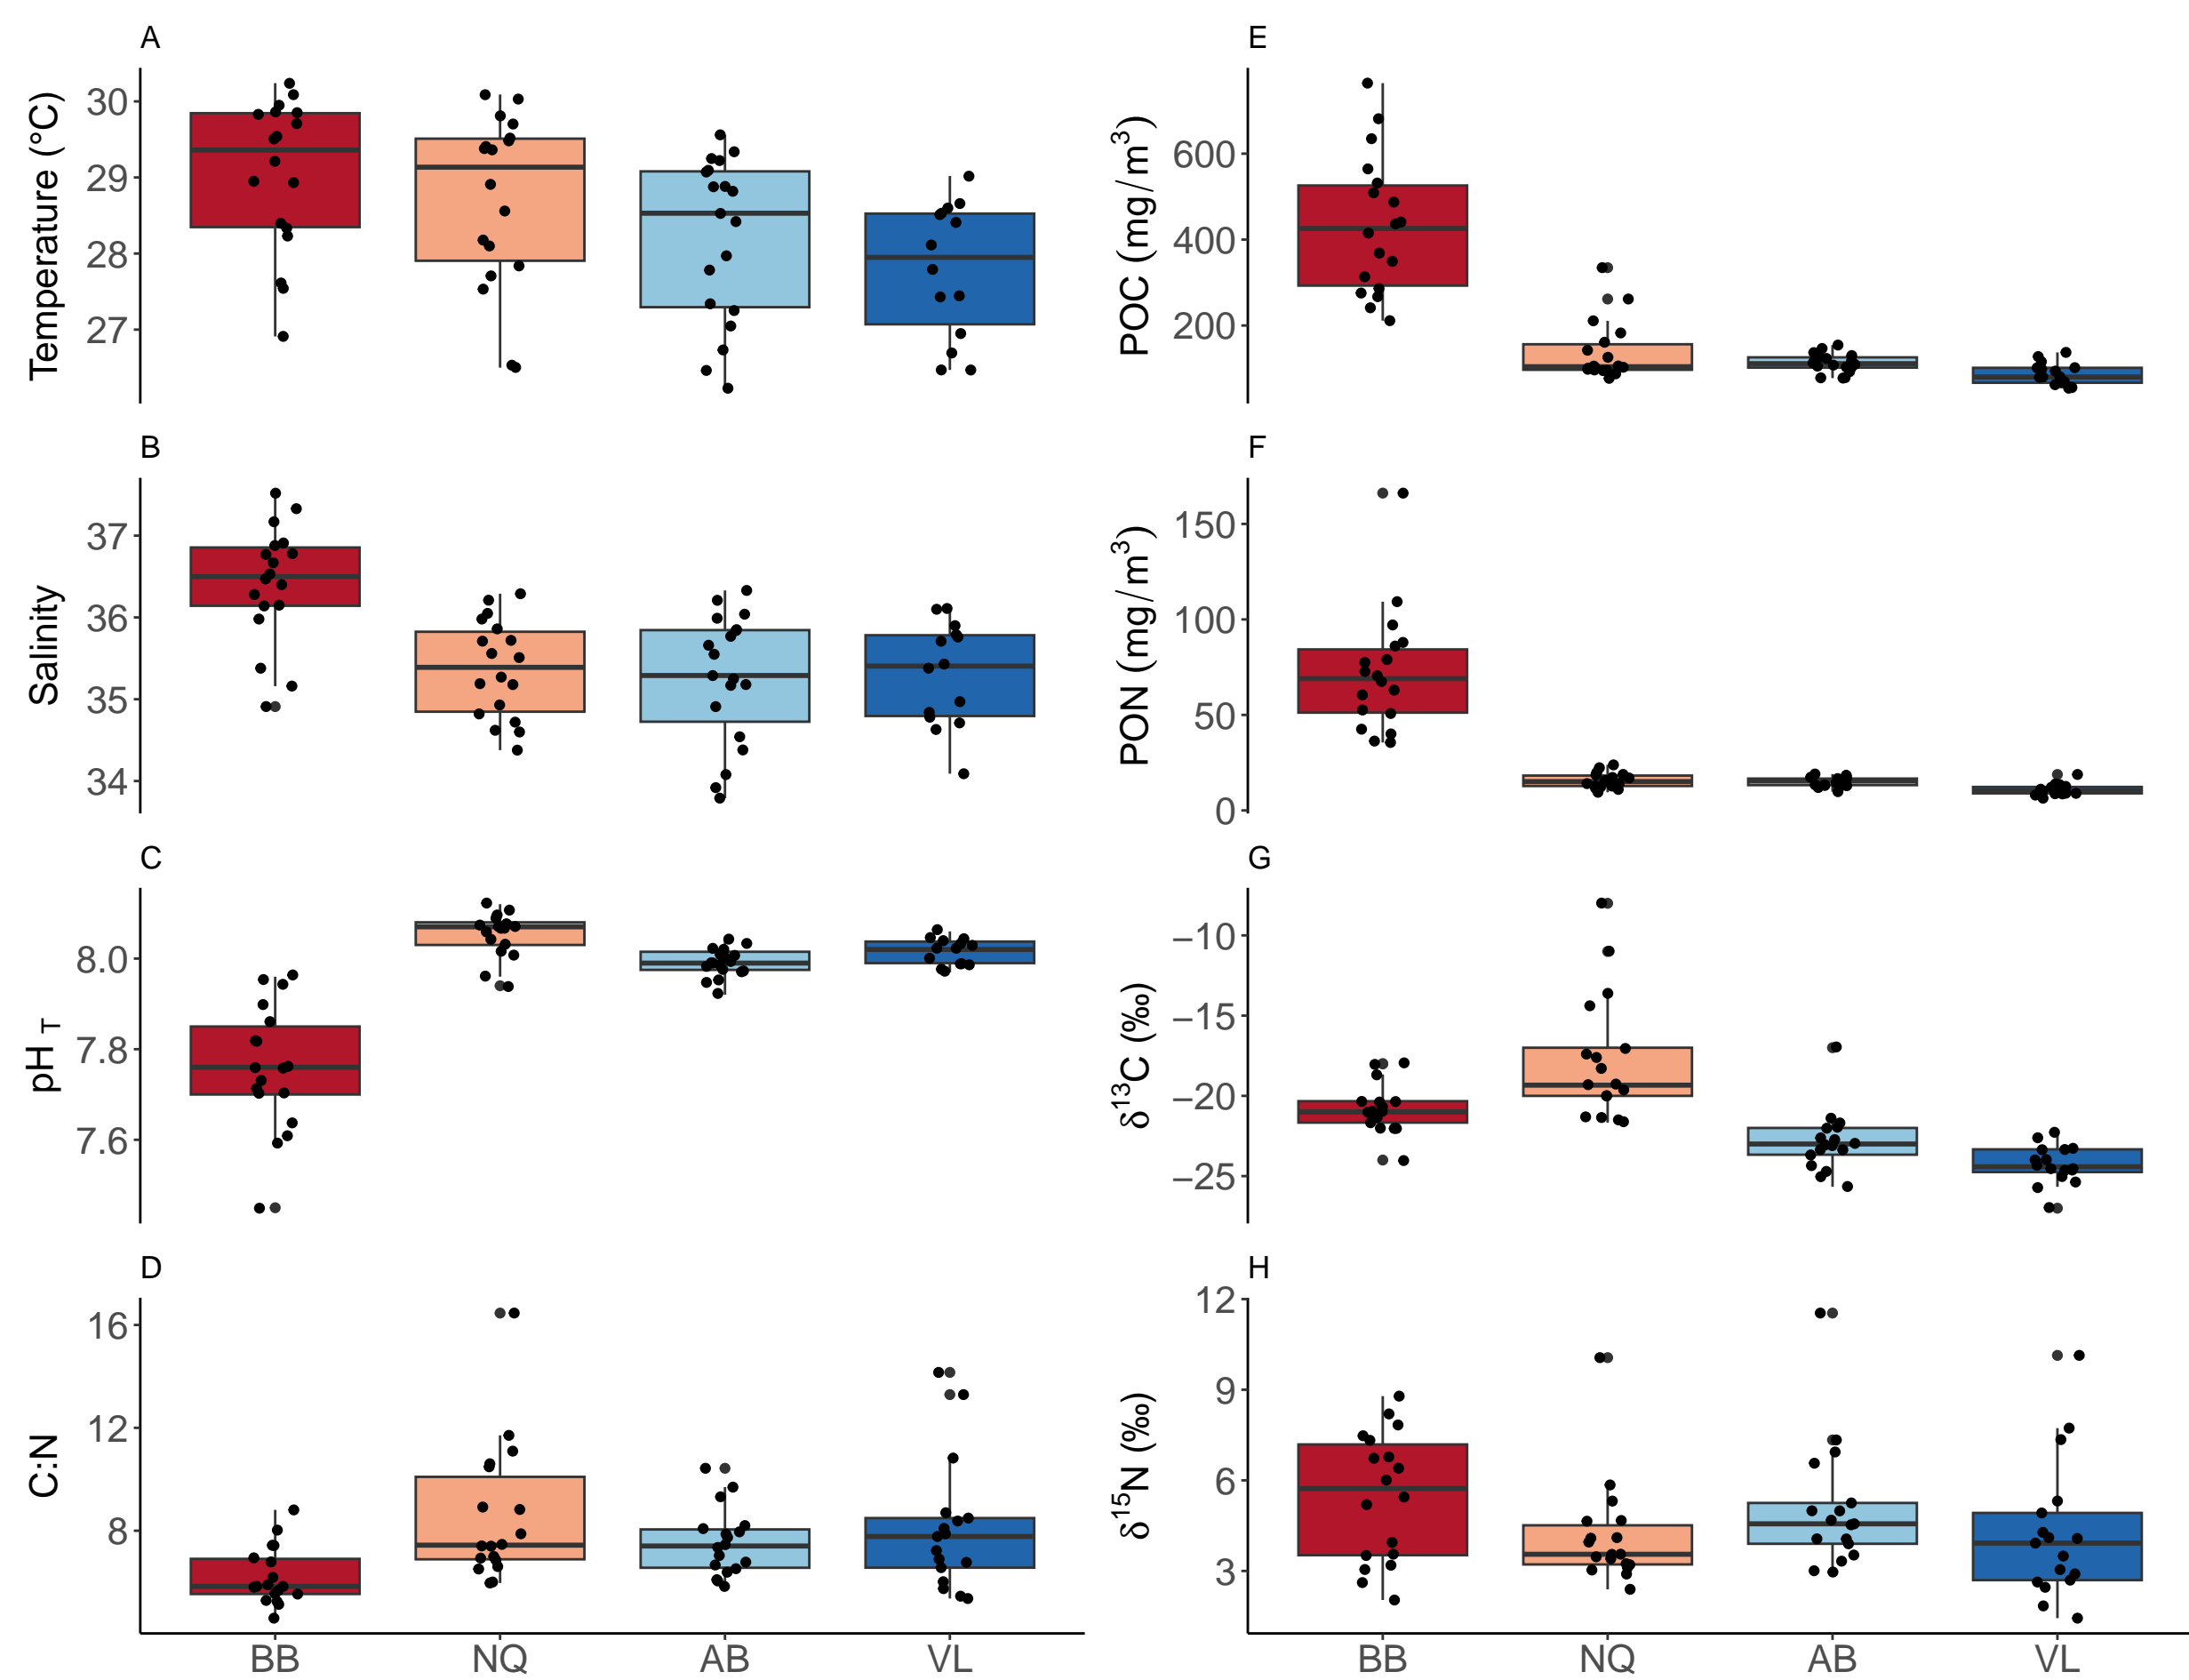 A
Temperature (°C)
30
29
28
27
B
Salinity
37
36
35
34
C
pH T
8.0
7.8
7.6
D
C:N
16
12
8
BB NQ AB VL
E
POC (mg/m³)
600
400
200
F
PON (mg/m³)
150
100
50
0
G
δ¹³C (‰)
−10
−15
−20
−25
H
δ¹⁵N (‰)
12
9
6
3
BB NQ AB VL